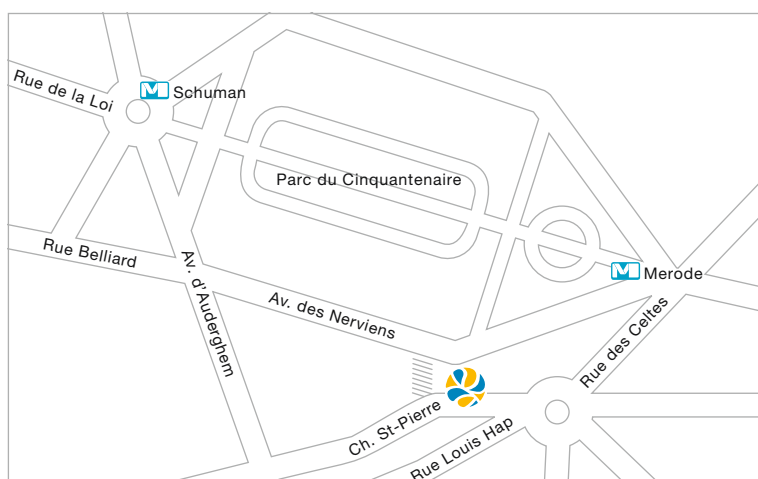 Rue de la Loi
M Schuman
Parc du Cinquantenaire
Rue Belliard
Av. d'Auderghem
M Merode
Av. des Nerviens
Rue des Celtes
Ch. St-Pierre
Rue Louis Hap